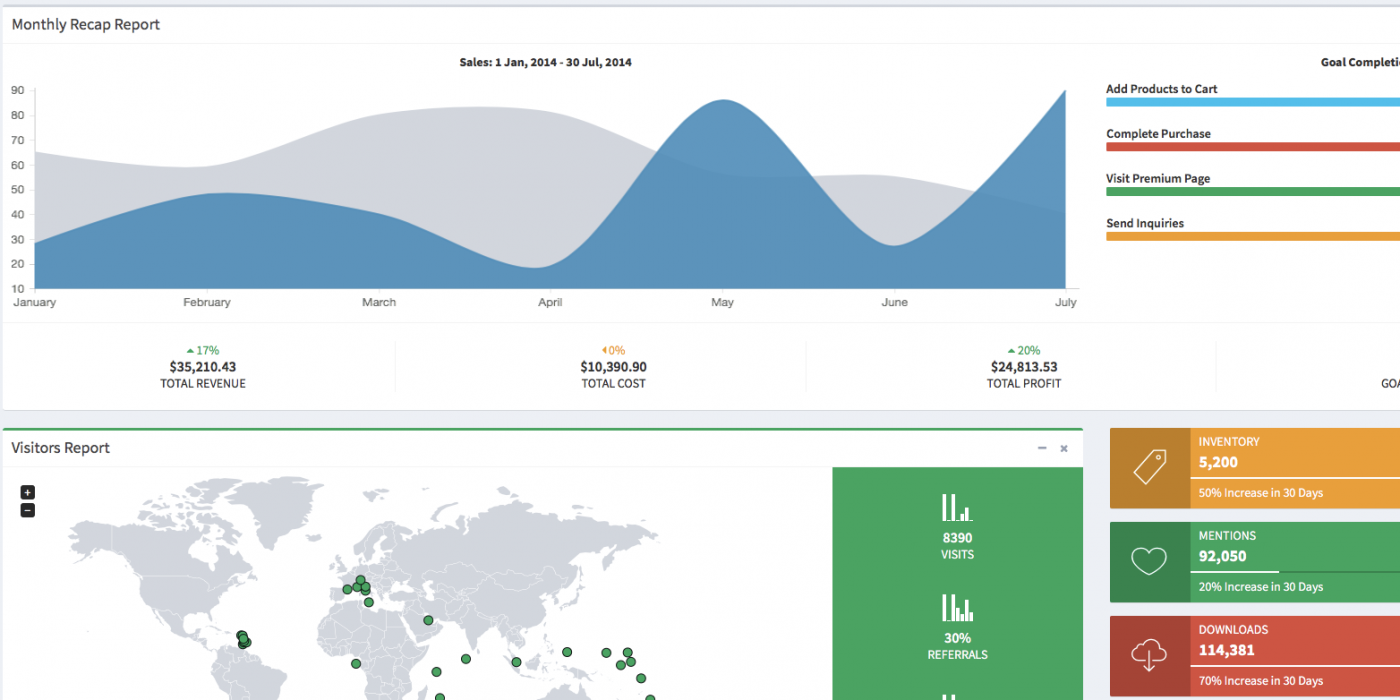 Monthly Recap Report
Sales: 1 Jan, 2014 - 30 Jul, 2014
90
80
70
60
50
40
30
20
10
January February March April May June July
Goal
Add Products to Cart
Complete Purchase
Visit Premium Page
Send Inquiries
17%
$35,210.43
TOTAL REVENUE
0%
$10,390.90
TOTAL COST
20%
$24,813.53
TOTAL PROFIT
Visitors Report
+
−
8390
VISITS
30%
REFERRALS
INVENTORY
5,200
50% Increase in 30 Days
MENTIONS
92,050
20% Increase in 30 Days
DOWNLOADS
114,381
70% Increase in 30 Days